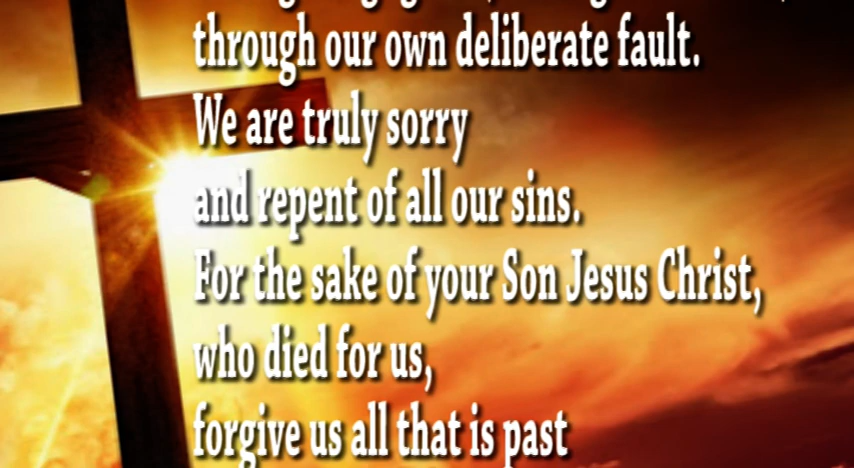 through our own deliberate fault.
We are truly sorry
and repent of all our sins.
For the sake of your Son Jesus Christ,
who died for us,
forgive us all that is past